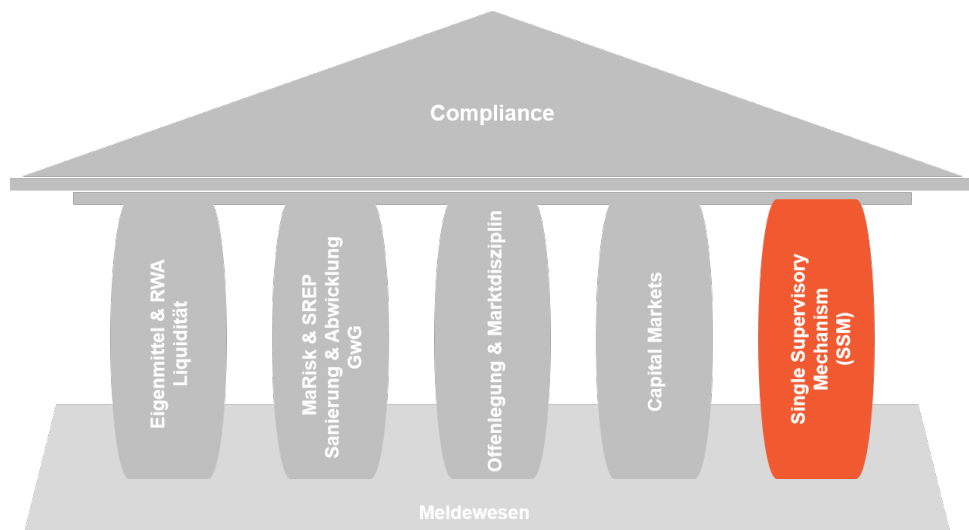 Compliance
Eigenmittel & RWA
Liquidität
MaRisk & SREP
Sanierung & Abwicklung
GwG
Offenlegung & Marktdisziplin
Capital Markets
Single Supervisory
Mechanism
(SSM)
Meldewesen